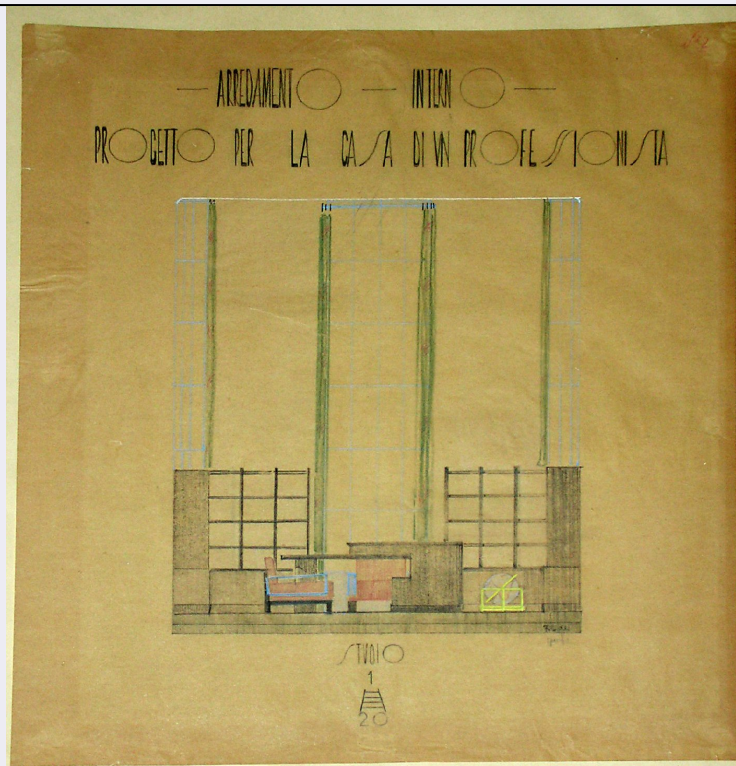 — ARREDAMENTO — INTERNO —
PROGETTO PER LA CASA DI UN PROFESSIONISTA
STUDIO
1
20